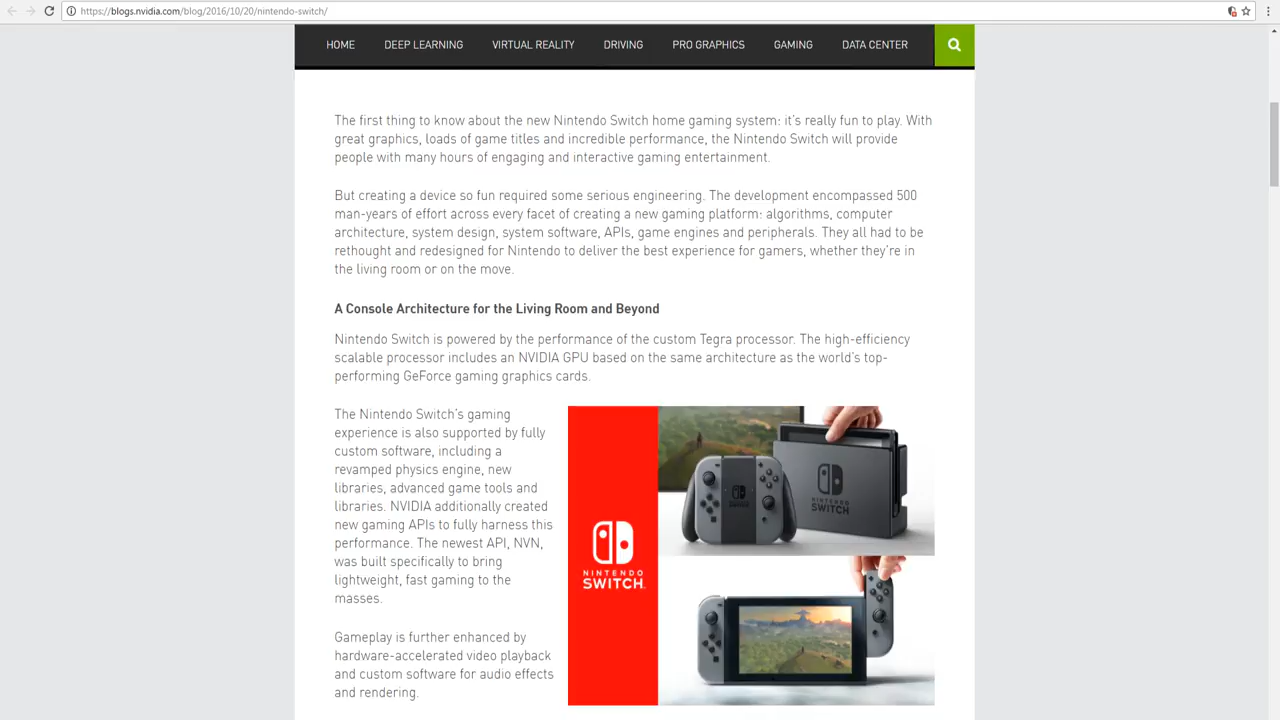 https://blogs.nvidia.com/blog/2016/10/20/nintendo-switch/
HOME DEEP LEARNING VIRTUAL REALITY DRIVING PRO GRAPHICS GAMING DATA CENTER
The first thing to know about the new Nintendo Switch home gaming system: it's really fun to play. With
great graphics, loads of game titles and incredible performance, the Nintendo Switch will provide
people with many hours of engaging and interactive gaming entertainment.
But creating a device so fun required some serious engineering. The development encompassed 500
man-years of effort across every facet of creating a new gaming platform: algorithms, computer
architecture, system design, system software, APIs, game engines and peripherals. They all had to be
rethought and redesigned for Nintendo to deliver the best experience for gamers, whether they're in
the living room or on the move.
A Console Architecture for the Living Room and Beyond
Nintendo Switch is powered by the performance of the custom Tegra processor. The high-efficiency
scalable processor includes an NVIDIA GPU based on the same architecture as the world's top-
performing GeForce gaming graphics cards.
The Nintendo Switch's gaming
experience is also supported by fully
custom software, including a
revamped physics engine, new
libraries, advanced game tools and
libraries. NVIDIA additionally created
new gaming APIs to fully harness this
performance. The newest API, NVN,
was built specifically to bring
lightweight, fast gaming to the
masses.
Gameplay is further enhanced by
hardware-accelerated video playback
and custom software for audio effects
and rendering.
NINTENDO
SWITCH
NINTENDO
SWITCH